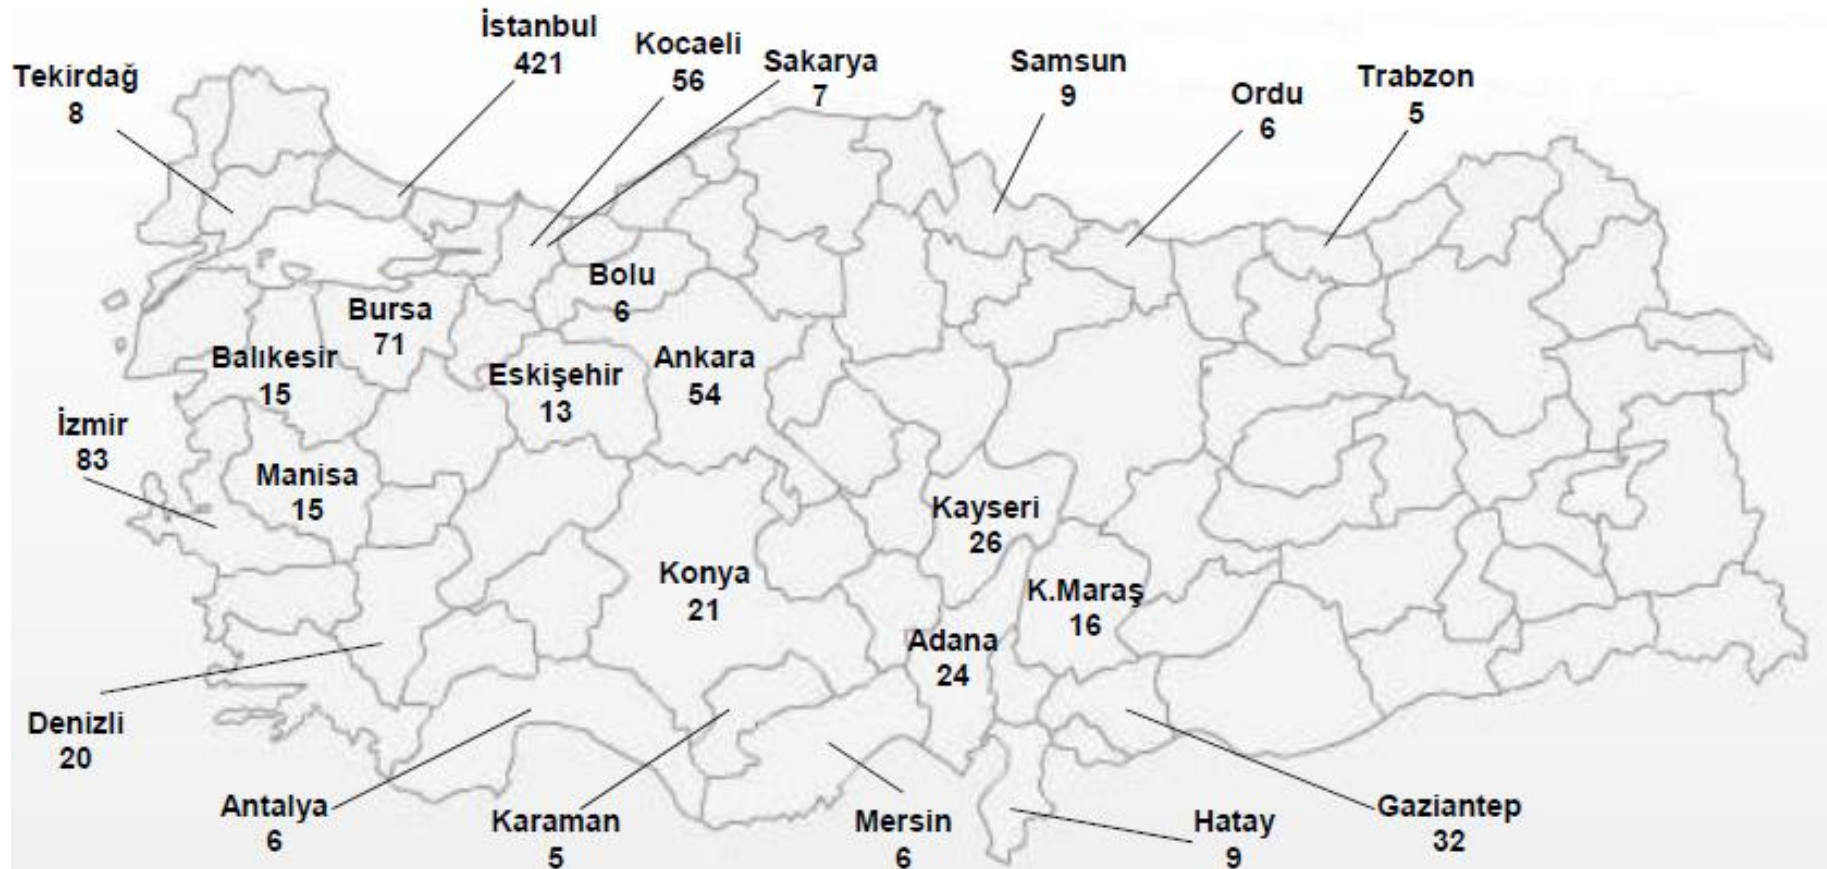 İstanbul
421
Kocaeli
56
Sakarya
7
Samsun
9
Ordu
6
Trabzon
5
Tekirdağ
8
Bolu
6
Bursa
71
Balıkesir
15
Eskişehir
13
Ankara
54
İzmir
83
Manisa
15
Kayseri
26
Konya
21
K.Maraş
16
Adana
24
Denizli
20
Antalya
6
Karaman
5
Mersin
6
Hatay
9
Gaziantep
32